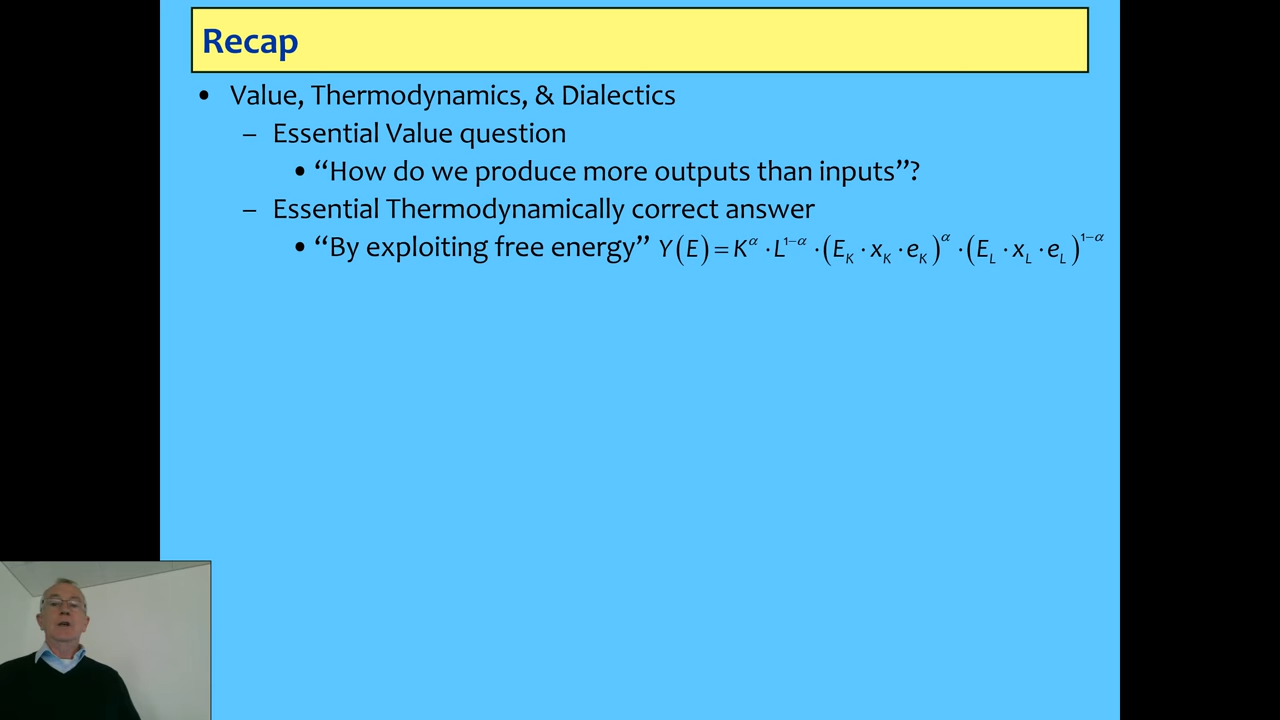 Recap
• Value, Thermodynamics, & Dialectics
– Essential Value question
• “How do we produce more outputs than inputs”?
– Essential Thermodynamically correct answer
• “By exploiting free energy” Y(E) = K^α · L^{1−α} · (E_K · x_K · e_K)^α · (E_L · x_L · e_L)^{1−α}